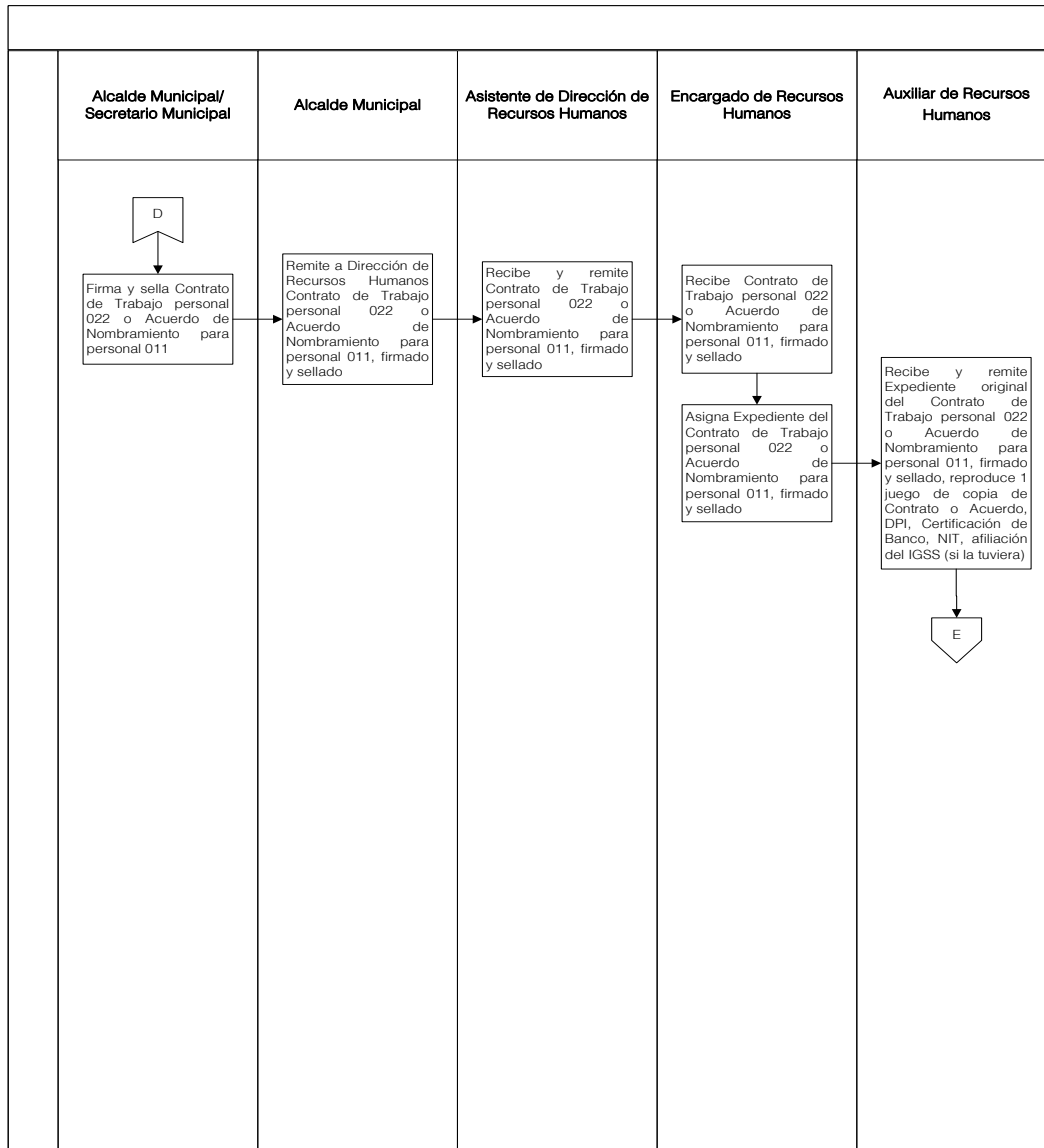 Alcalde Municipal/
Secretario Municipal
Alcalde Municipal
Asistente de Dirección de
Recursos Humanos
Encargado de Recursos
Humanos
Auxiliar de Recursos
Humanos
D
Firma y sella Contrato
de Trabajo personal
022 o Acuerdo de
Nombramiento para
personal 011
Remite a Dirección de
Recursos Humanos
Contrato de Trabajo
personal 022 o
Acuerdo de
Nombramiento para
personal 011, firmado
y sellado
Recibe y remite
Contrato de Trabajo
personal 022 o
Acuerdo de
Nombramiento para
personal 011, firmado
y sellado
Recibe Contrato de
Trabajo personal 022
o Acuerdo de
Nombramiento para
personal 011, firmado
y sellado
Asigna Expediente del
Contrato de Trabajo
personal 022 o
Acuerdo de
Nombramiento para
personal 011, firmado
y sellado
Recibe y remite
Expediente original
del Contrato de
Trabajo personal 022
o Acuerdo de
Nombramiento para
personal 011, firmado
y sellado, reproduce 1
juego de copia de
Contrato o Acuerdo,
DPI, Certificación de
Banco, NIT, afiliación
del IGSS (si la tuviera)
E